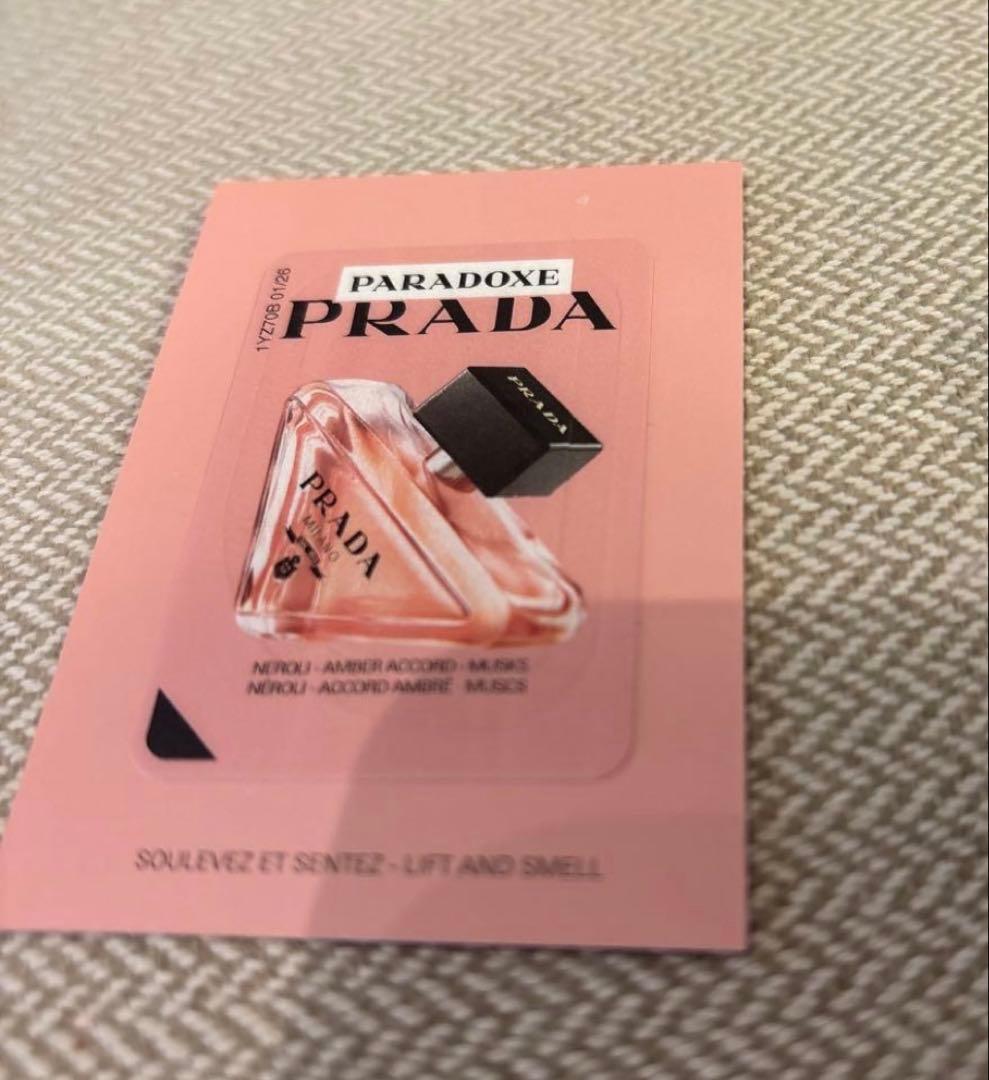 1YZ70B 01/26
PARADOXE
PRADA
PRADA
PRADA
MILANO
NEROLI - AMBER ACCORD - MUSKS
NÉROLI - ACCORD AMBRÉ - MUSCS
SOULEVEZ ET SENTEZ - LIFT AND SMELL